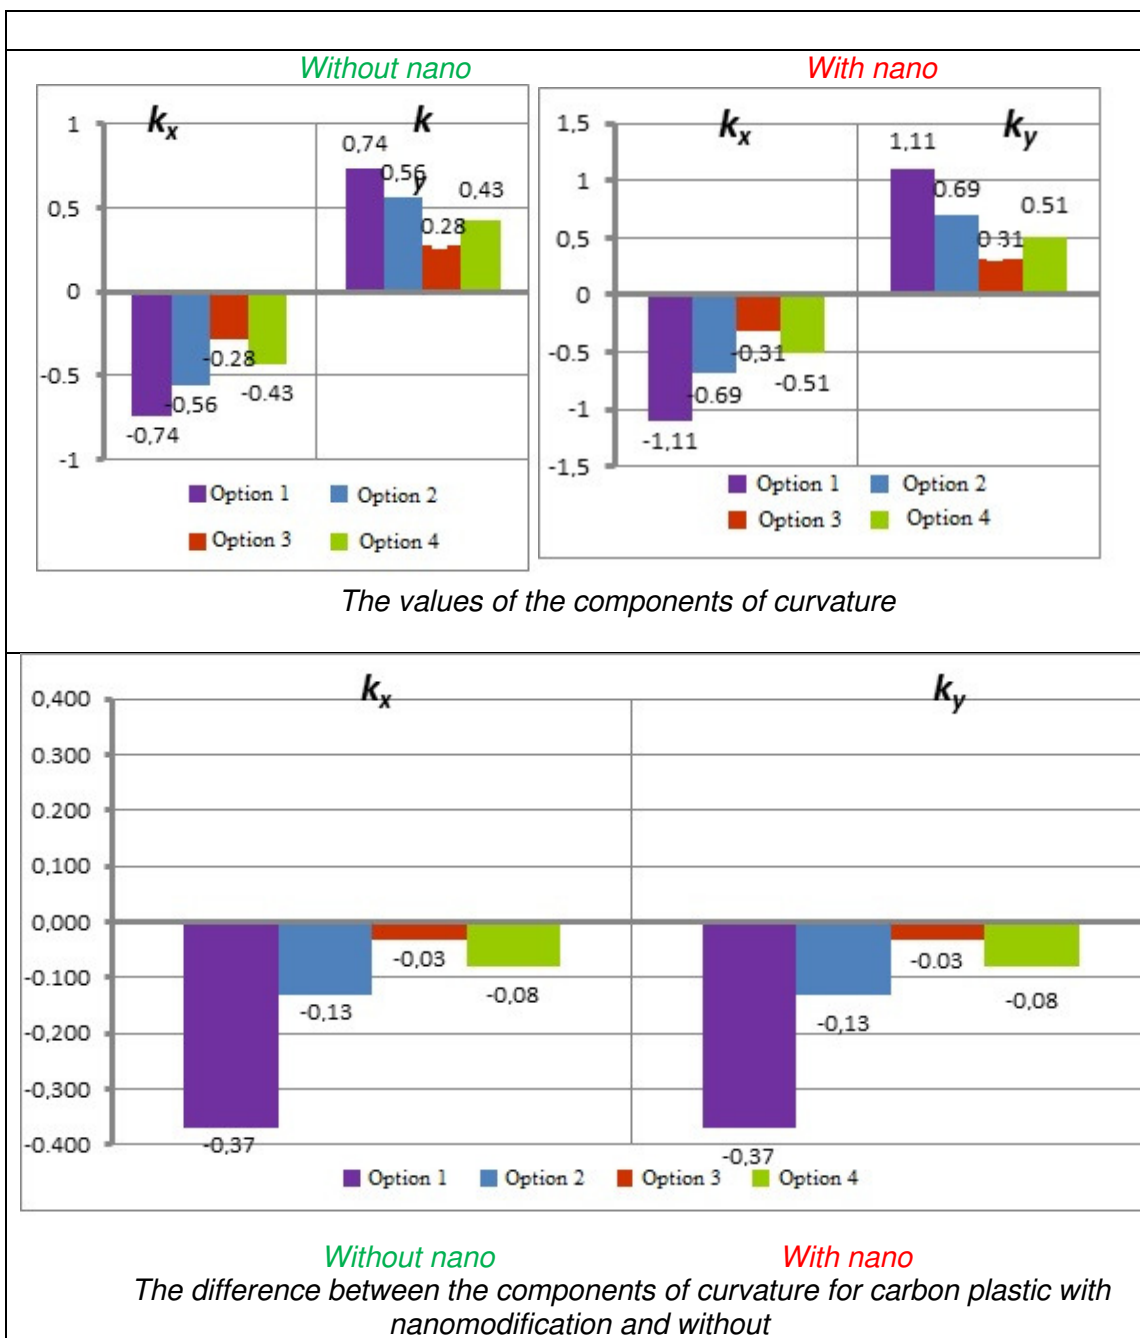 Without nano
With nano
k_x
k
y
1
0,5
0
-0,5
-1
0,74
0,56
0.28
0,43
-0,74
-0,56
-0.28
-0.43
Option 1
Option 2
Option 3
Option 4
k_x
k_y
1,5
1
0,5
0
-0,5
-1
-1,5
1,11
0.69
0.31
0.51
-1,11
-0.69
-0,31
-0.51
Option 1
Option 2
Option 3
Option 4
The values of the components of curvature
k_x
k_y
0,400
0.300
0.200
0,100
0,000
-0.100
-0,200
-0,300
-0.400
-0,37
-0,13
-0,03
-0,08
-0,37
-0,13
-0.03
-0,08
Option 1
Option 2
Option 3
Option 4
Without nano
With nano
The difference between the components of curvature for carbon plastic with
nanomodification and without